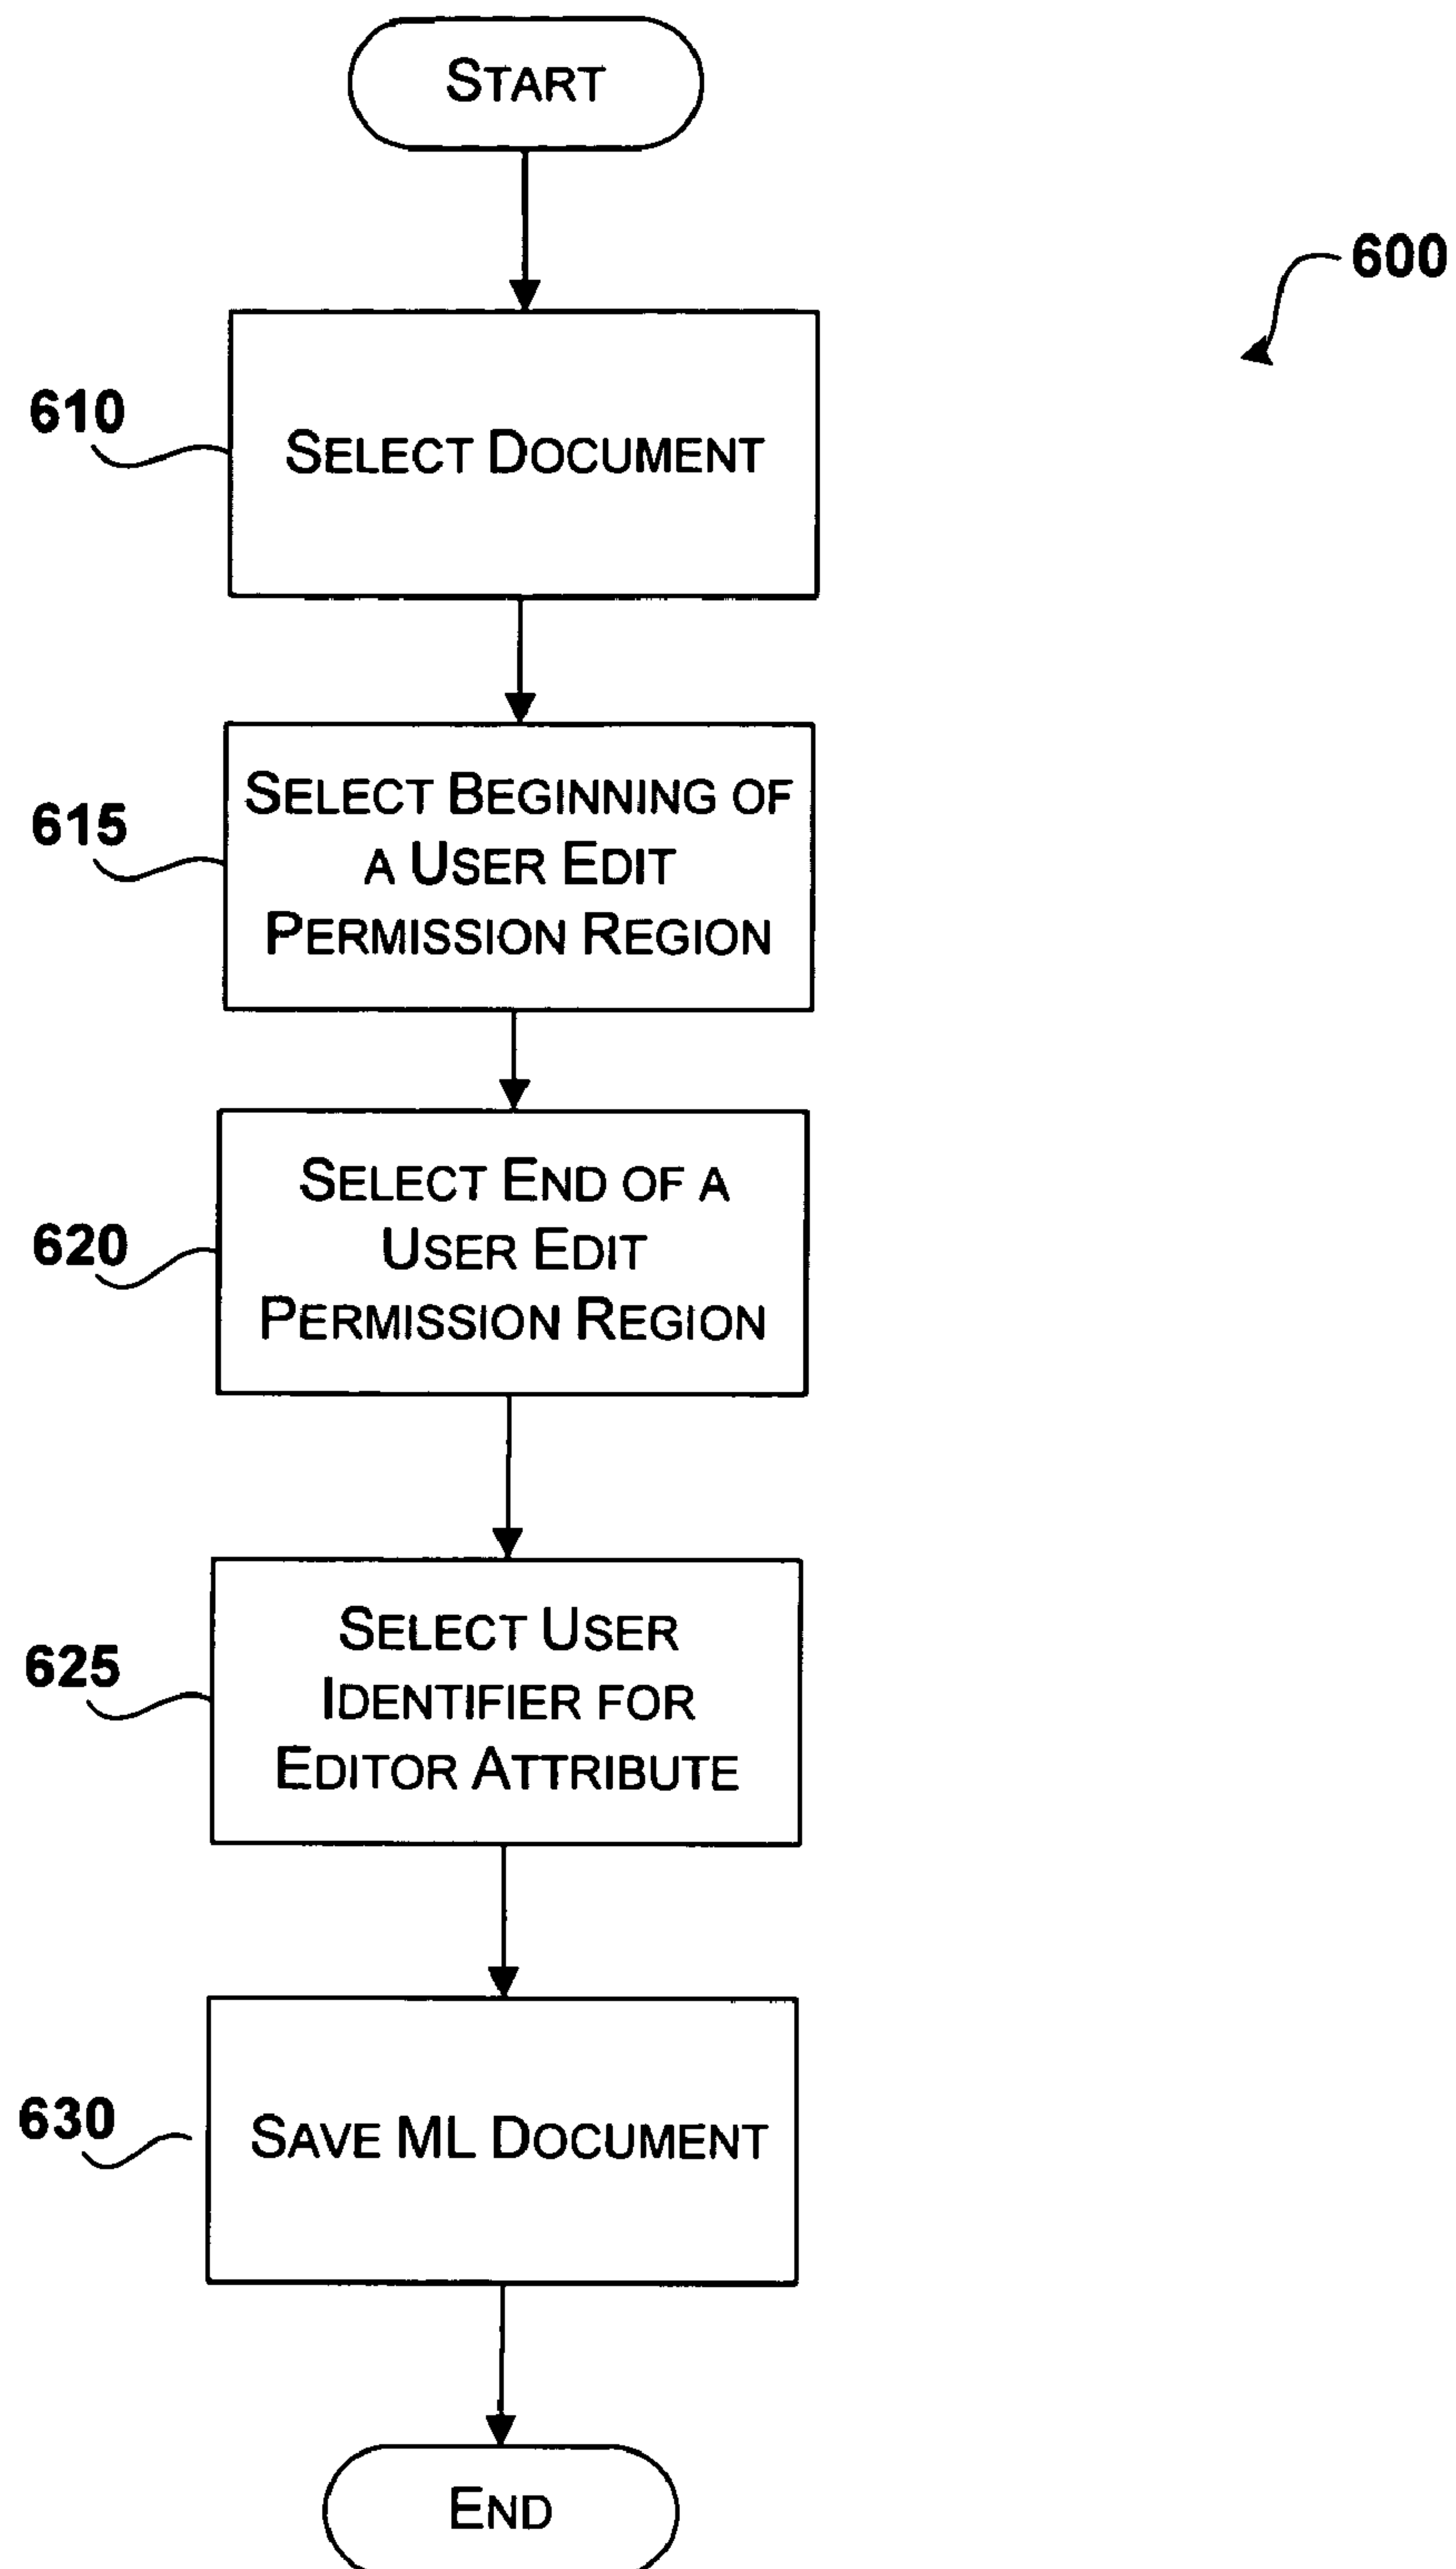 START
600
610
SELECT DOCUMENT
615
SELECT BEGINNING OF
A USER EDIT
PERMISSION REGION
620
SELECT END OF A
USER EDIT
PERMISSION REGION
625
SELECT USER
IDENTIFIER FOR
EDITOR ATTRIBUTE
630
SAVE ML DOCUMENT
END